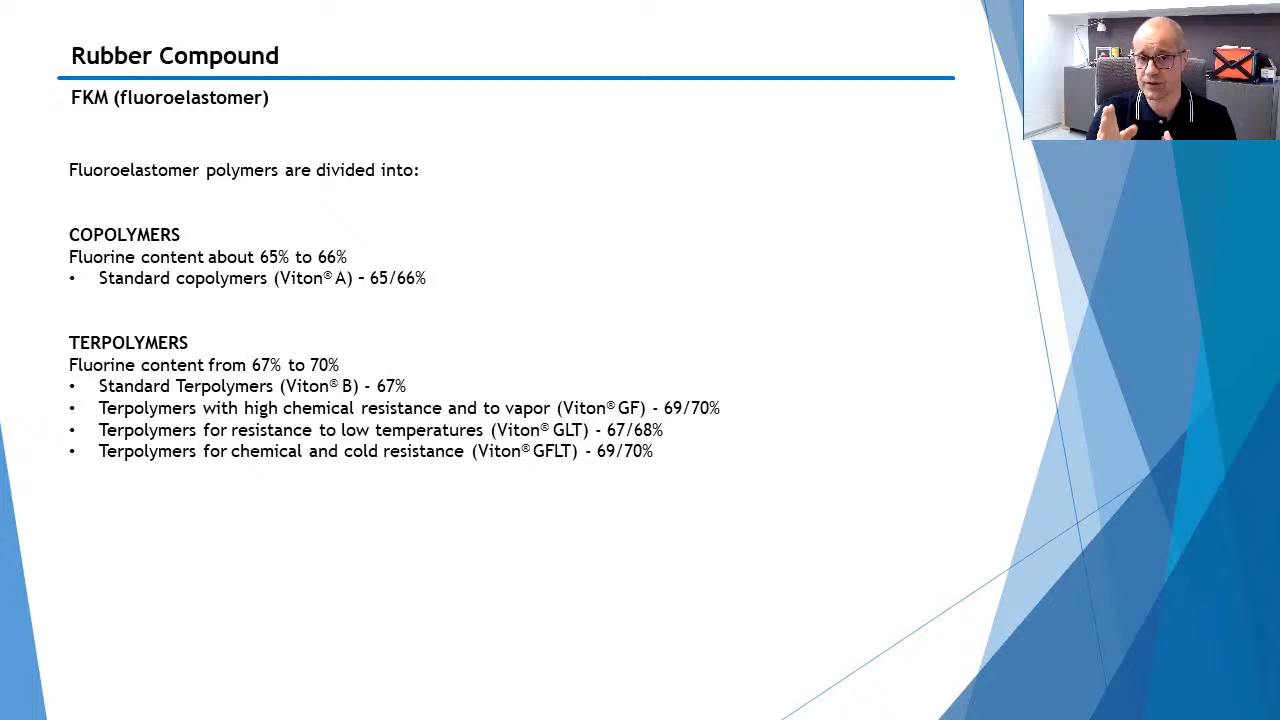 Rubber Compound
FKM (fluoroelastomer)
Fluoroelastomer polymers are divided into:
COPOLYMERS
Fluorine content about 65% to 66%
• Standard copolymers (Viton® A) – 65/66%
TERPOLYMERS
Fluorine content from 67% to 70%
• Standard Terpolymers (Viton® B) - 67%
• Terpolymers with high chemical resistance and to vapor (Viton® GF) - 69/70%
• Terpolymers for resistance to low temperatures (Viton® GLT) - 67/68%
• Terpolymers for chemical and cold resistance (Viton® GFLT) - 69/70%